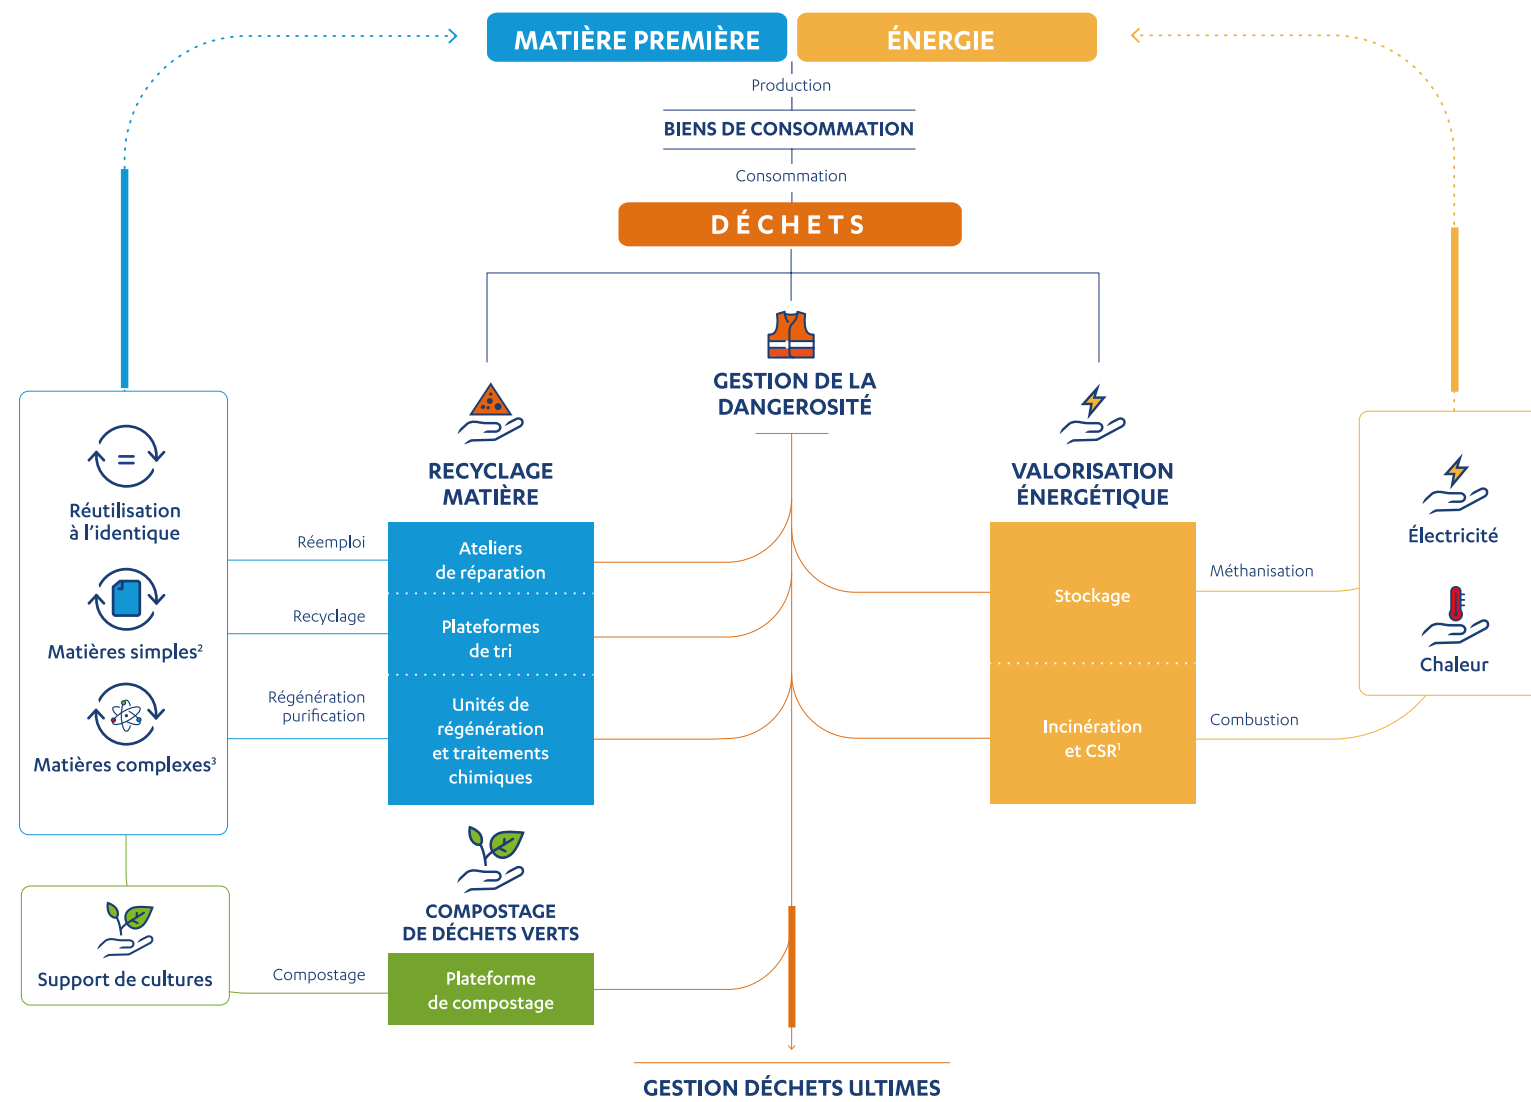 MATIÈRE PREMIÈRE
ÉNERGIE
Production
BIENS DE CONSOMMATION
Consommation
DÉCHETS
GESTION DE LA
DANGEROSITÉ
RECYCLAGE
MATIÈRE
VALORISATION
ÉNERGÉTIQUE
=
Réutilisation
à l'identique
Réemploi
Ateliers
de réparation
Matières simples²
Recyclage
Plateformes
de tri
Matières complexes³
Régénération
purification
Unités de
régénération
et traitements
chimiques
Stockage
Méthanisation
Électricité
Incinération
et CSR¹
Combustion
Chaleur
COMPOSTAGE
DE DÉCHETS VERTS
Support de cultures
Compostage
Plateforme
de compostage
GESTION DÉCHETS ULTIMES